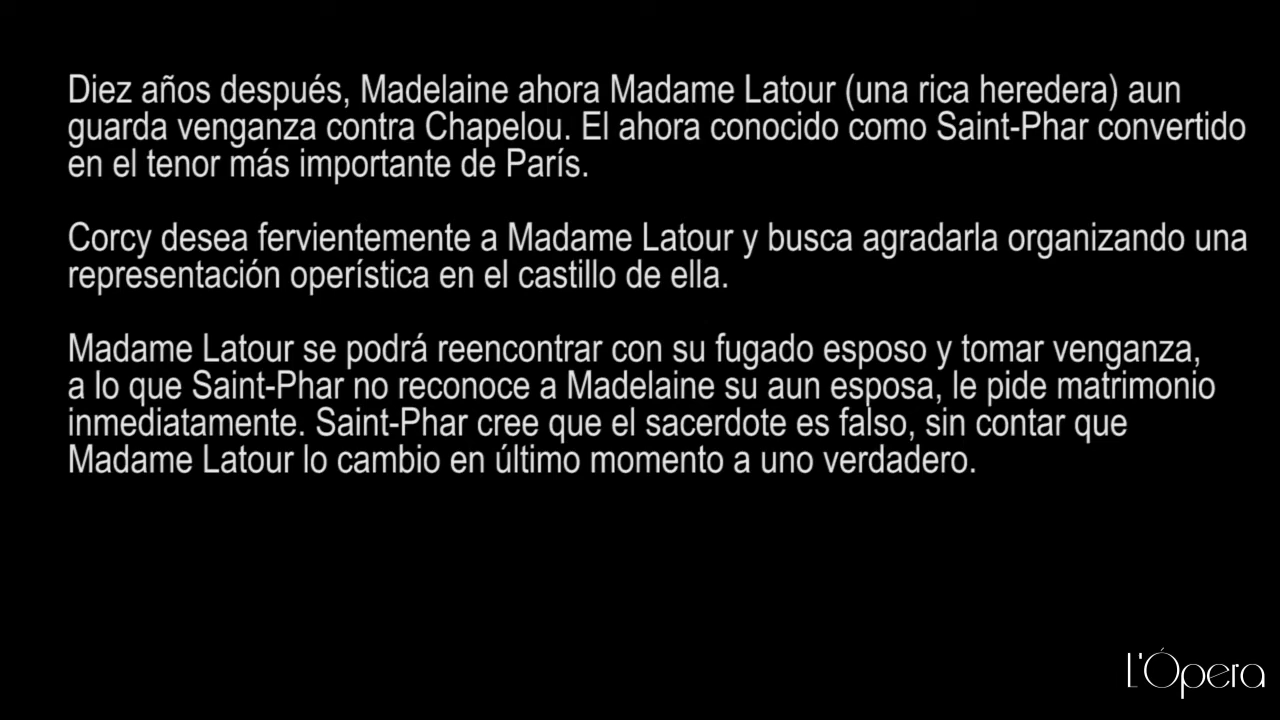 Diez años después, Madelaine ahora Madame Latour (una rica heredera) aun
guarda venganza contra Chapelou. El ahora conocido como Saint-Phar convertido
en el tenor más importante de París.
Corcy desea fervientemente a Madame Latour y busca agradarla organizando una
representación operística en el castillo de ella.
Madame Latour se podrá reencontrar con su fugado esposo y tomar venganza,
a lo que Saint-Phar no reconoce a Madelaine su aun esposa, le pide matrimonio
inmediatamente. Saint-Phar cree que el sacerdote es falso, sin contar que
Madame Latour lo cambio en último momento a uno verdadero.
L'Ópera